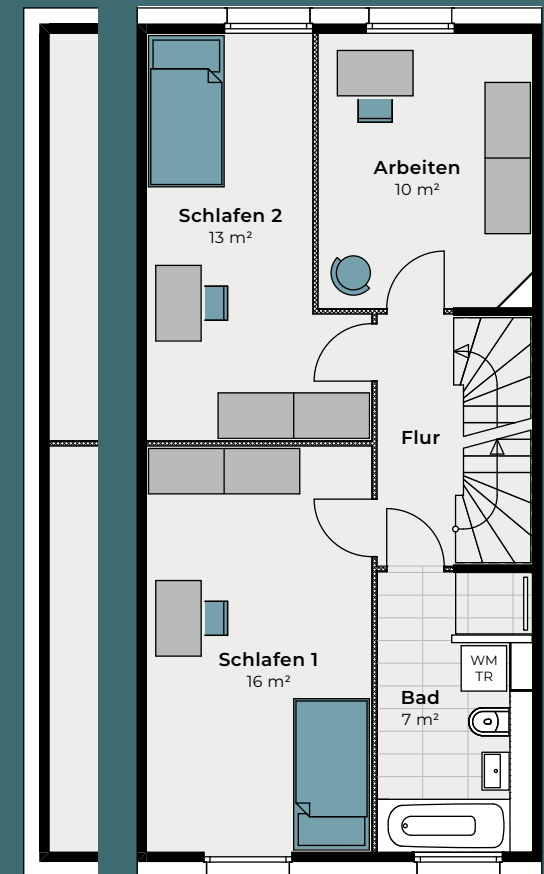 Arbeiten
10 m²
Schlafen 2
13 m²
Flur
Schlafen 1
16 m²
WM
TR
Bad
7 m²